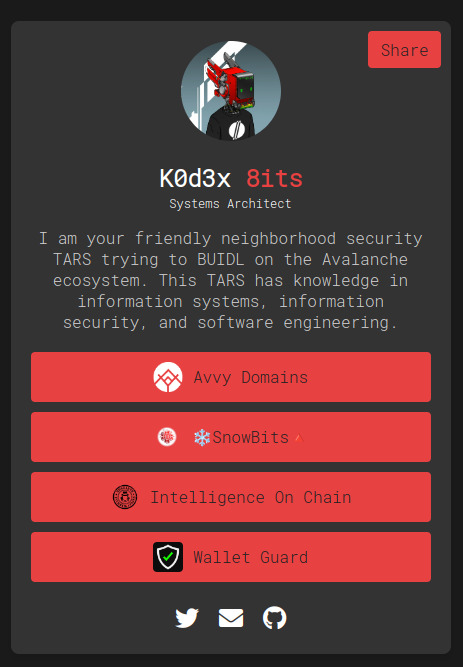 Share
K0d3x 8its
Systems Architect
I am your friendly neighborhood security
TARS trying to BUIDL on the Avalanche
ecosystem. This TARS has knowledge in
information systems, information
security, and software engineering.
Avvy Domains
❄️SnowBits🔺
Intelligence On Chain
Wallet Guard